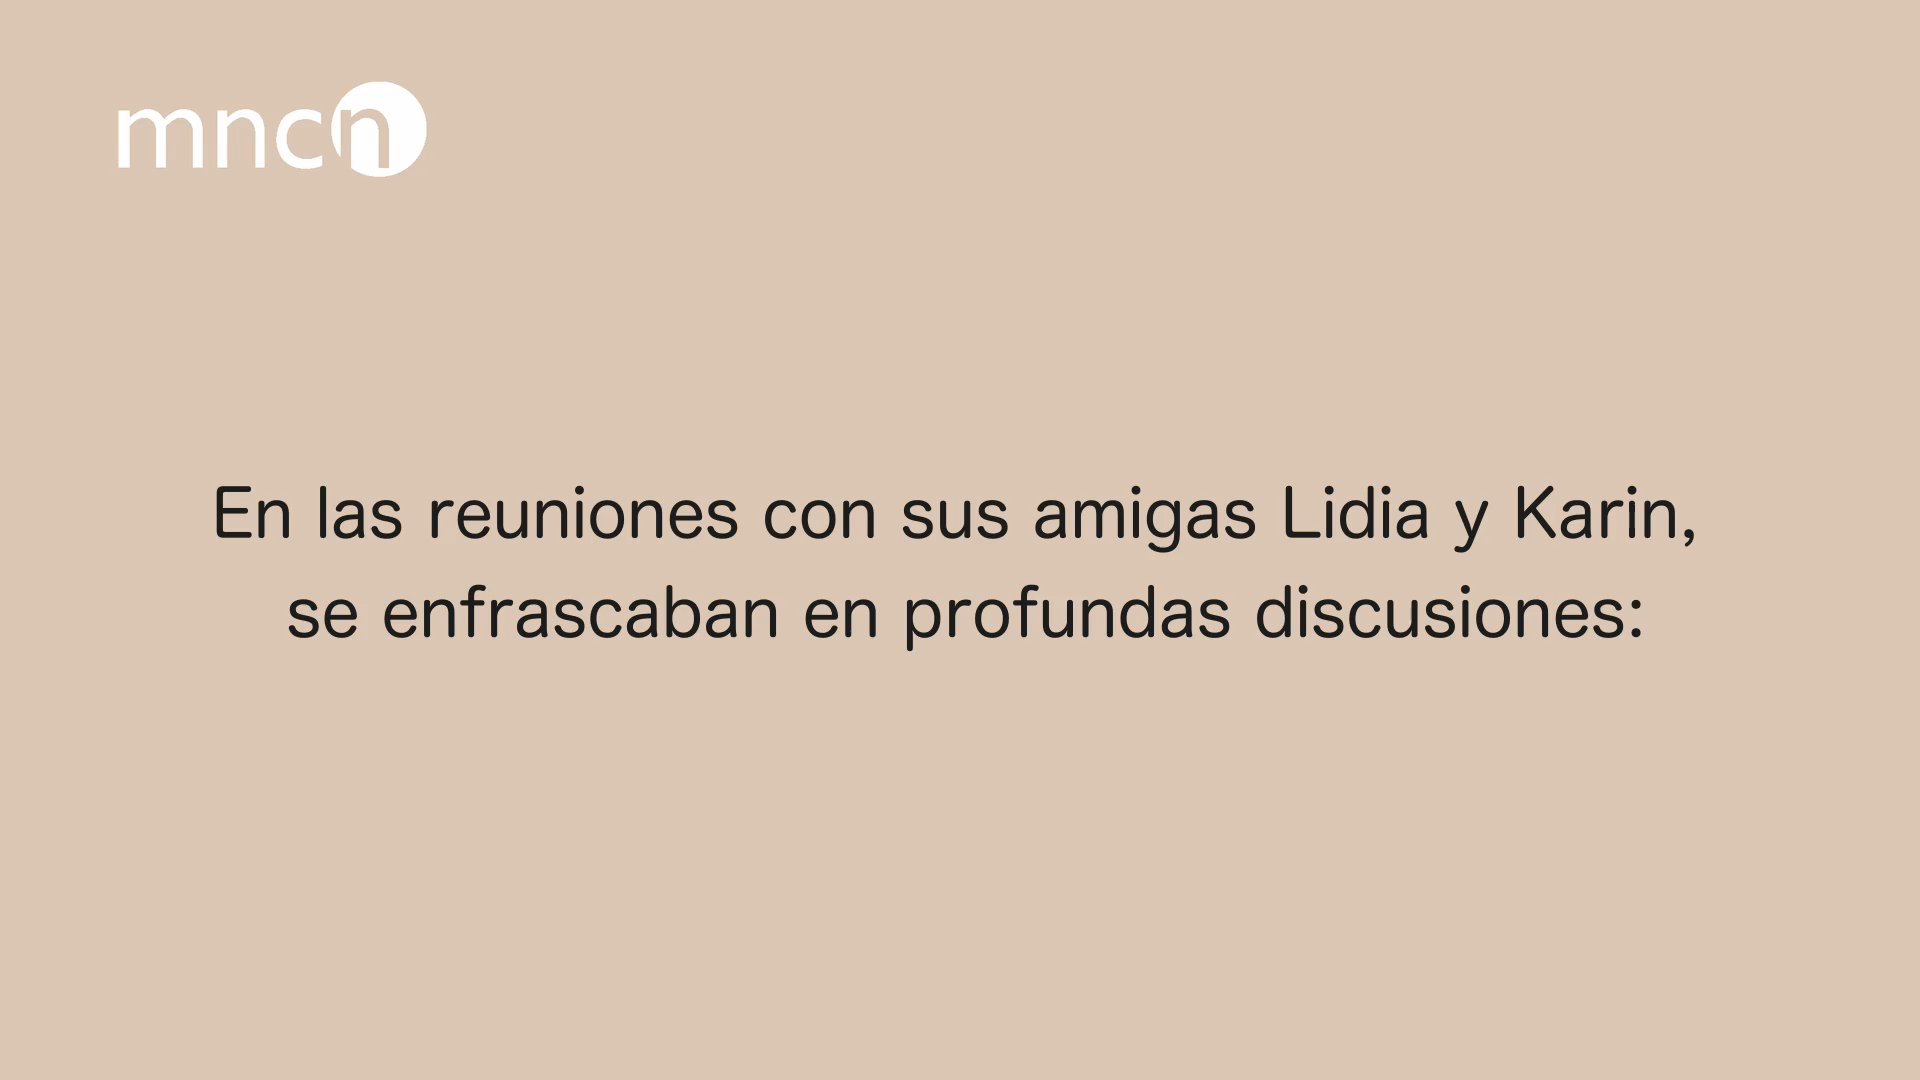 mncn
En las reuniones con sus amigas Lidia y Karin,
se enfrascaban en profundas discusiones: